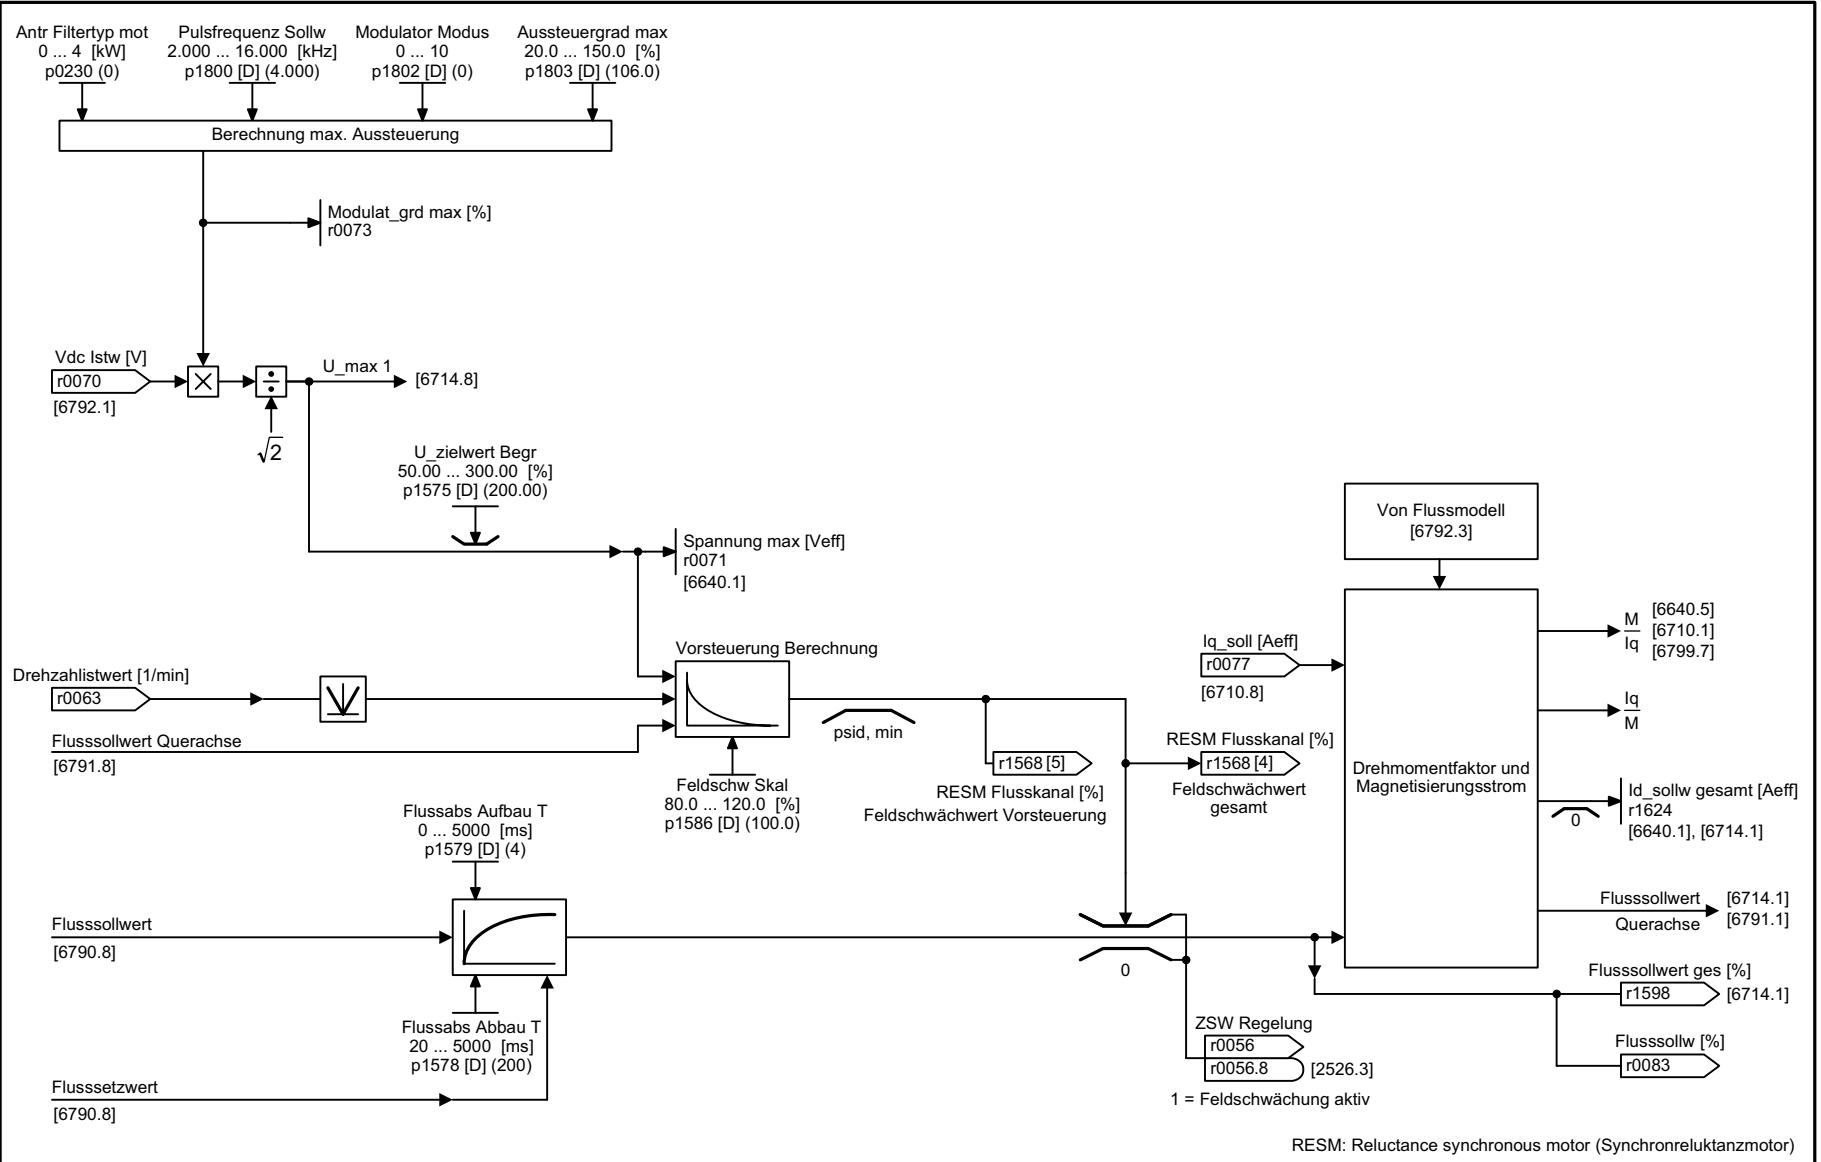 Antr Filtertyp mot
0 ... 4  [kW]
p0230 (0)
Pulsfrequenz Sollw
2.000 ... 16.000  [kHz]
p1800 [D] (4.000)
Modulator Modus
0 ... 10
p1802 [D] (0)
Aussteuergrad max
20.0 ... 150.0  [%]
p1803 [D] (106.0)
Berechnung max. Aussteuerung
Modulat_grd max [%]
r0073
Vdc Istw [V]
r0070
[6792.1]
√2
U_max 1
[6714.8]
U_zielwert Begr
50.00 ... 300.00  [%]
p1575 [D] (200.00)
Spannung max [Veff]
r0071
[6640.1]
Von Flussmodell
[6792.3]
Drehzahlistwert [1/min]
r0063
Flusssollwert Querachse
[6791.8]
Vorsteuerung Berechnung
Feldschw Skal
80.0 ... 120.0  [%]
p1586 [D] (100.0)
psid, min
r1568 [5]
RESM Flusskanal [%]
Feldschwächwert Vorsteuerung
RESM Flusskanal [%]
r1568 [4]
Feldschwächwert
gesamt
Iq_soll [Aeff]
r0077
[6710.8]
Drehmomentfaktor und
Magnetisierungsstrom
M
Iq
[6640.5]
[6710.1]
[6799.7]
Iq
M
0
Id_sollw gesamt [Aeff]
r1624
[6640.1], [6714.1]
Flusssollwert
Querachse
[6714.1]
[6791.1]
Flussabs Aufbau T
0 ... 5000  [ms]
p1579 [D] (4)
Flusssollwert
[6790.8]
Flussabs Abbau T
20 ... 5000  [ms]
p1578 [D] (200)
Flusssetzwert
[6790.8]
0
ZSW Regelung
r0056
r0056.8
[2526.3]
1 = Feldschwächung aktiv
Flusssollwert ges [%]
r1598
[6714.1]
Flusssollw [%]
r0083
RESM: Reluctance synchronous motor (Synchronreluktanzmotor)